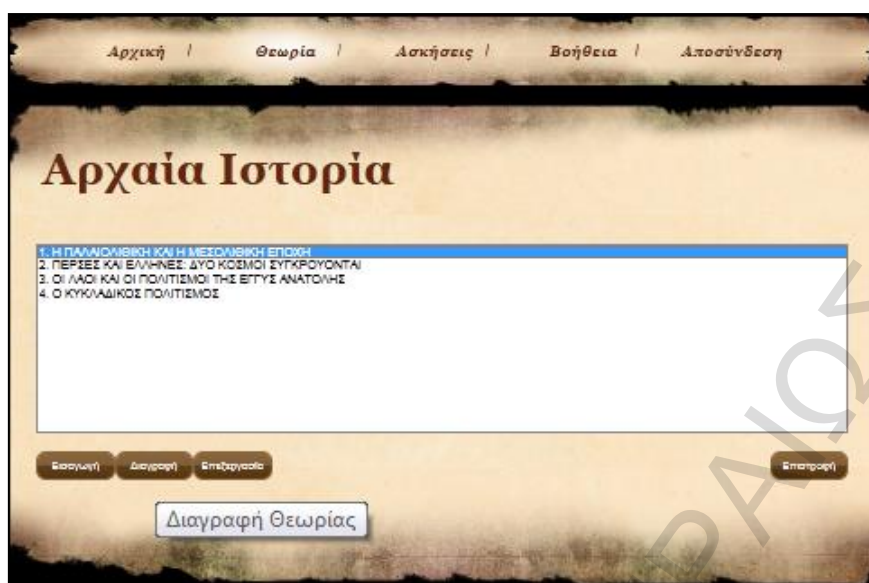 Αρχική / Θεωρία / Ασκήσεις / Βοήθεια / Αποσύνδεση
Αρχαία Ιστορία
1. Η ΠΑΛΑΙΟΛΙΘΙΚΗ ΚΑΙ Η ΜΕΣΟΛΙΘΙΚΗ ΕΠΟΧΗ
2. ΠΕΡΣΕΣ ΚΑΙ ΕΛΛΗΝΕΣ: ΔΥΟ ΚΟΣΜΟΙ ΣΥΓΚΡΟΥΟΝΤΑΙ
3. ΟΙ ΛΑΟΙ ΚΑΙ ΟΙ ΠΟΛΙΤΙΣΜΟΙ ΤΗΣ ΕΓΓΥΣ ΑΝΑΤΟΛΗΣ
4. Ο ΚΥΚΛΑΔΙΚΟΣ ΠΟΛΙΤΙΣΜΟΣ
Εισαγωγή Διαγραφή Επεξεργασία Επιστροφή
Διαγραφή Θεωρίας
ΡΑΙΩΣ